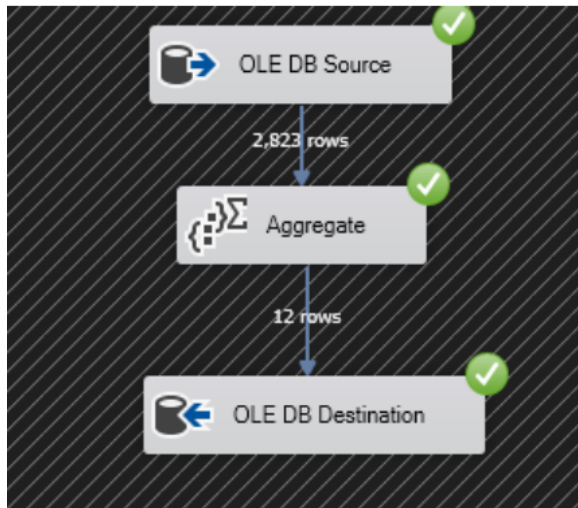 OLE DB Source
2,823 rows
Aggregate
12 rows
OLE DB Destination